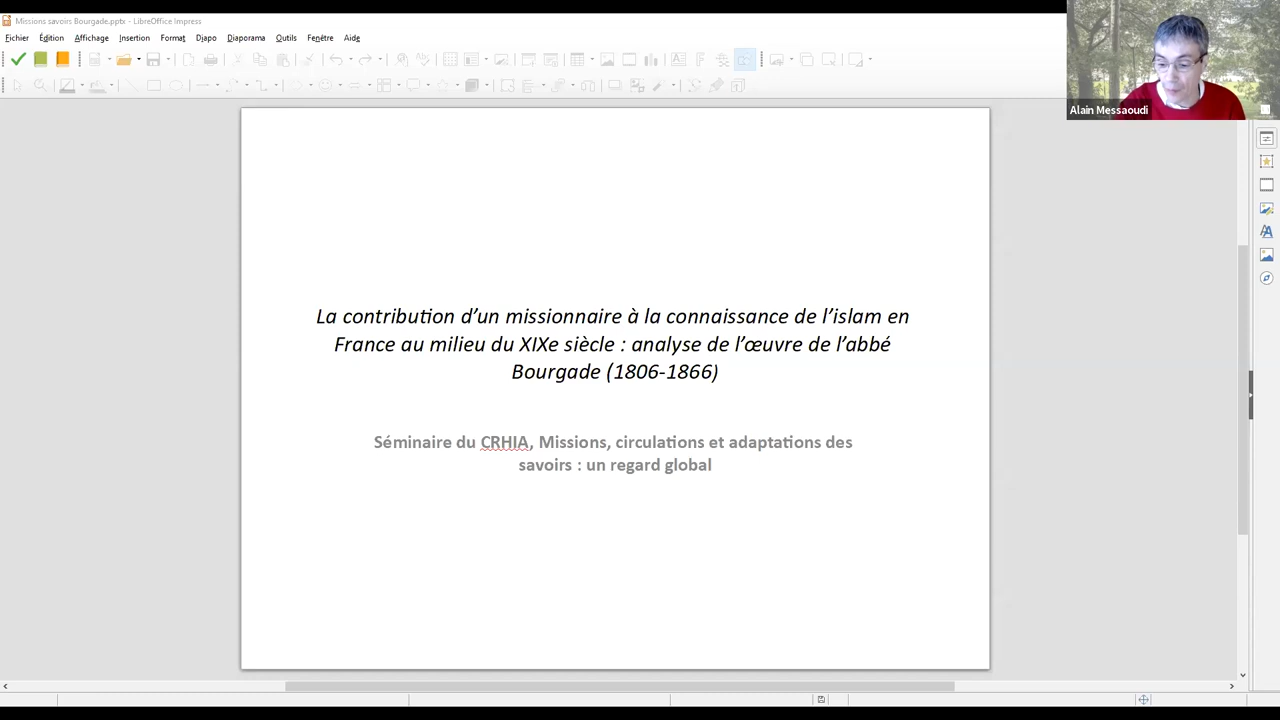 Missions savoirs Bourgade.pptx - LibreOffice Impress
Fichier Édition Affichage Insertion Format Djapo Diaporama Outils Fenêtre Aide
Alain Messaoudi
La contribution d’un missionnaire à la connaissance de l’islam en
France au milieu du XIXe siècle : analyse de l’œuvre de l’abbé
Bourgade (1806-1866)
Séminaire du CRHIA, Missions, circulations et adaptations des
savoirs : un regard global